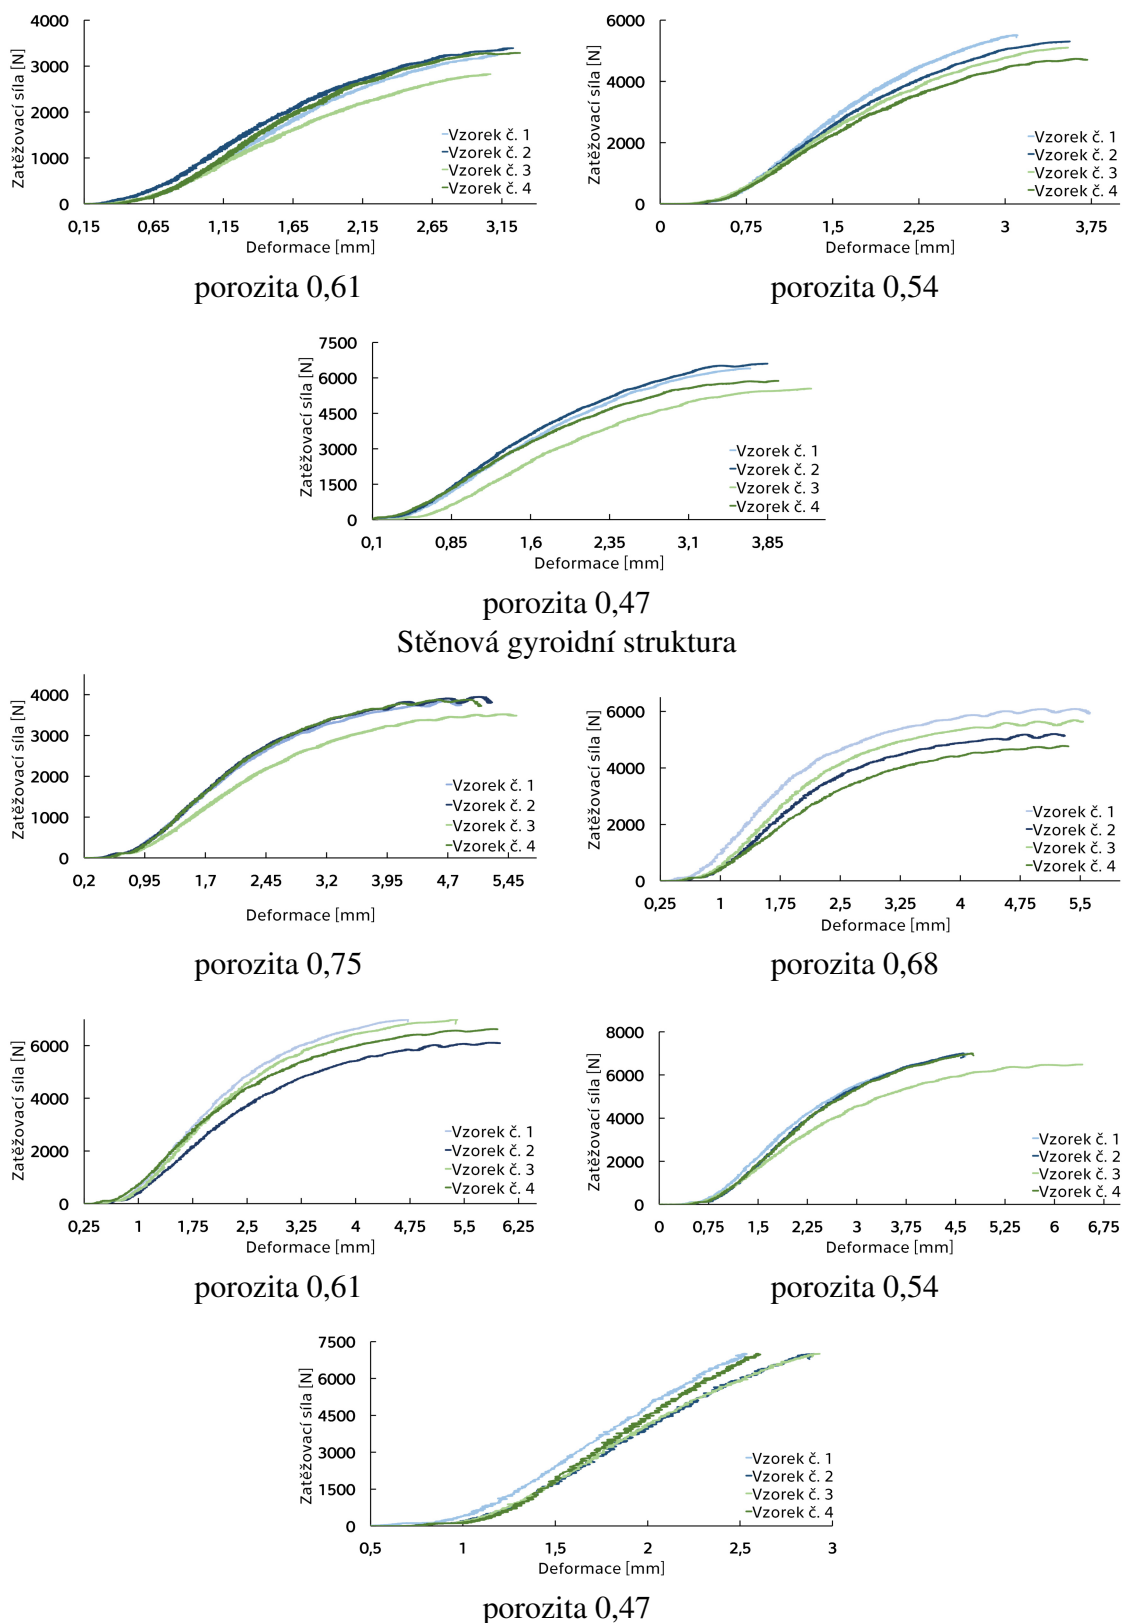 Zatěžovací síla [N]
4000
3000
2000
1000
0
0,15 0,65 1,15 1,65 2,15 2,65 3,15
Deformace [mm]
Vzorek č. 1
Vzorek č. 2
Vzorek č. 3
Vzorek č. 4
porozita 0,61
Zatěžovací síla [N]
6000
4000
2000
0
0 0,75 1,5 2,25 3 3,75
Deformace [mm]
Vzorek č. 1
Vzorek č. 2
Vzorek č. 3
Vzorek č. 4
porozita 0,54
Zatěžovací síla [N]
7500
6000
4500
3000
1500
0
0,1 0,85 1,6 2,35 3,1 3,85
Deformace [mm]
Vzorek č. 1
Vzorek č. 2
Vzorek č. 3
Vzorek č. 4
porozita 0,47
Stěnová gyroidní struktura
Zatěžovací síla [N]
4000
3000
2000
1000
0
0,2 0,95 1,7 2,45 3,2 3,95 4,7 5,45
Deformace [mm]
Vzorek č. 1
Vzorek č. 2
Vzorek č. 3
Vzorek č. 4
porozita 0,75
Zatěžovací síla [N]
6000
4000
2000
0
0,25 1 1,75 2,5 3,25 4 4,75 5,5
Deformace [mm]
Vzorek č. 1
Vzorek č. 2
Vzorek č. 3
Vzorek č. 4
porozita 0,68
Zatěžovací síla [N]
6000
4000
2000
0
0,25 1 1,75 2,5 3,25 4 4,75 5,5 6,25
Deformace [mm]
Vzorek č. 1
Vzorek č. 2
Vzorek č. 3
Vzorek č. 4
porozita 0,61
Zatěžovací síla [N]
8000
6000
4000
2000
0
0 0,75 1,5 2,25 3 3,75 4,5 5,25 6 6,75
Deformace [mm]
Vzorek č. 1
Vzorek č. 2
Vzorek č. 3
Vzorek č. 4
porozita 0,54
Zatěžovací síla [N]
7500
6000
4500
3000
1500
0
0,5 1 1,5 2 2,5 3
Deformace [mm]
Vzorek č. 1
Vzorek č. 2
Vzorek č. 3
Vzorek č. 4
porozita 0,47